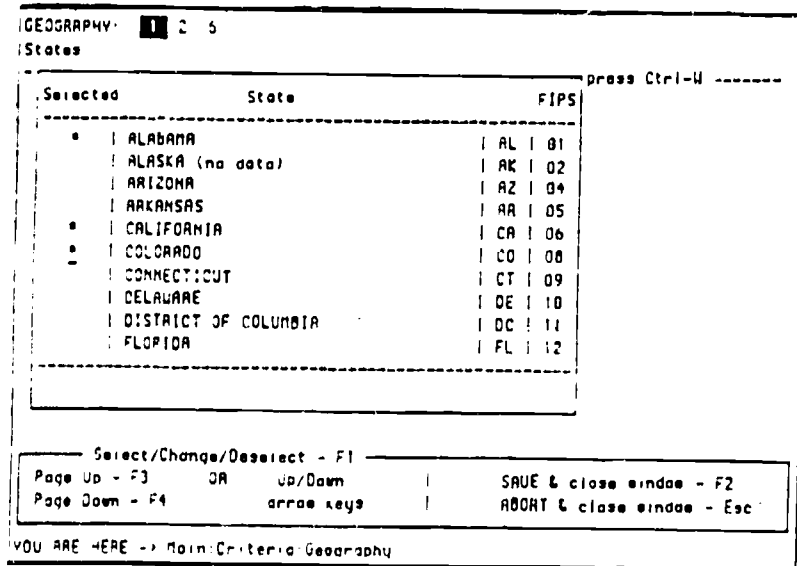 GEOGRAPHY: 1 2 6
States
press Ctrl-W -------
Selected State FIPS
* | ALABAMA | AL | 01
| ALASKA (no data) | AK | 02
| ARIZONA | AZ | 04
| ARKANSAS | AR | 05
* | CALIFORNIA | CA | 06
* | COLORADO | CO | 08
| CONNECTICUT | CT | 09
| DELAWARE | DE | 10
| DISTRICT OF COLUMBIA | DC | 11
| FLORIDA | FL | 12
Select/Change/Deselect - F1
Page Up - F3 OR Up/Down | SAVE & close window - F2
Page Down - F4 arrow keys | ABORT & close window - Esc
YOU ARE HERE -> Main:Criteria:Geography